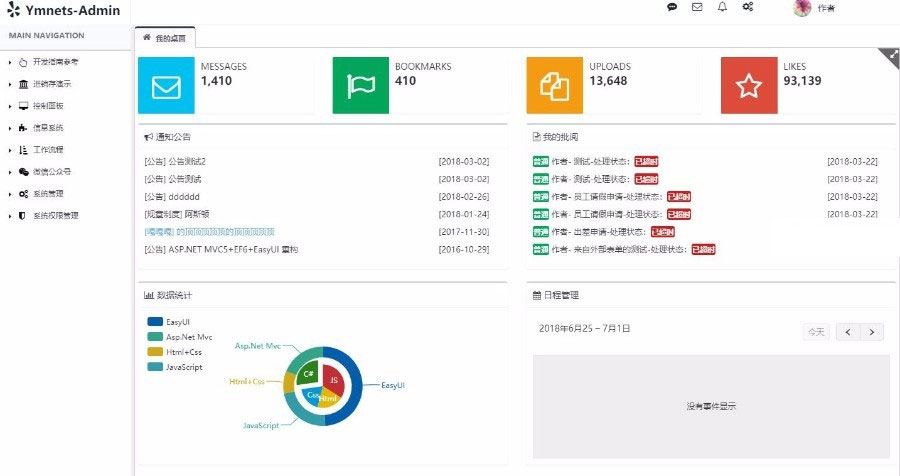 Ymnets-Admin
作者
MAIN NAVIGATION
我的桌面
开发指南参考
进销存演示
控制面板
信息系统
工作流程
微信公众号
系统管理
系统权限管理
MESSAGES
1,410
BOOKMARKS
410
UPLOADS
13,648
LIKES
93,139
通知公告
[公告] 公告测试2 [2018-03-02]
[公告] 公告测试 [2018-03-02]
[公告] dddddd [2018-02-26]
[规章制度] 阿斯顿 [2018-01-24]
[嘎嘎嘎] 的顶顶顶顶顶的顶顶顶顶顶 [2017-11-30]
[公告] ASP.NET MVC5+EF6+EasyUI 重构 [2016-10-29]
我的批阅
普通 作者- 测试-处理状态: 已超时 [2018-03-22]
普通 作者- 测试-处理状态: 已超时 [2018-03-22]
普通 作者- 员工请假申请-处理状态: 已超时 [2018-03-22]
普通 作者- 员工请假申请-处理状态: 已超时 [2018-03-22]
普通 作者- 出差申请-处理状态: 已超时
普通 作者- 来自外部表单的测试-处理状态: 已超时
数据统计
EasyUI
Asp.Net Mvc
Html+Css
JavaScript
Asp.Net Mvc
Html+Css
JavaScript
EasyUI
C#
JS
Css
Html
日程管理
2018年6月25 – 7月1日
今天
没有事件显示